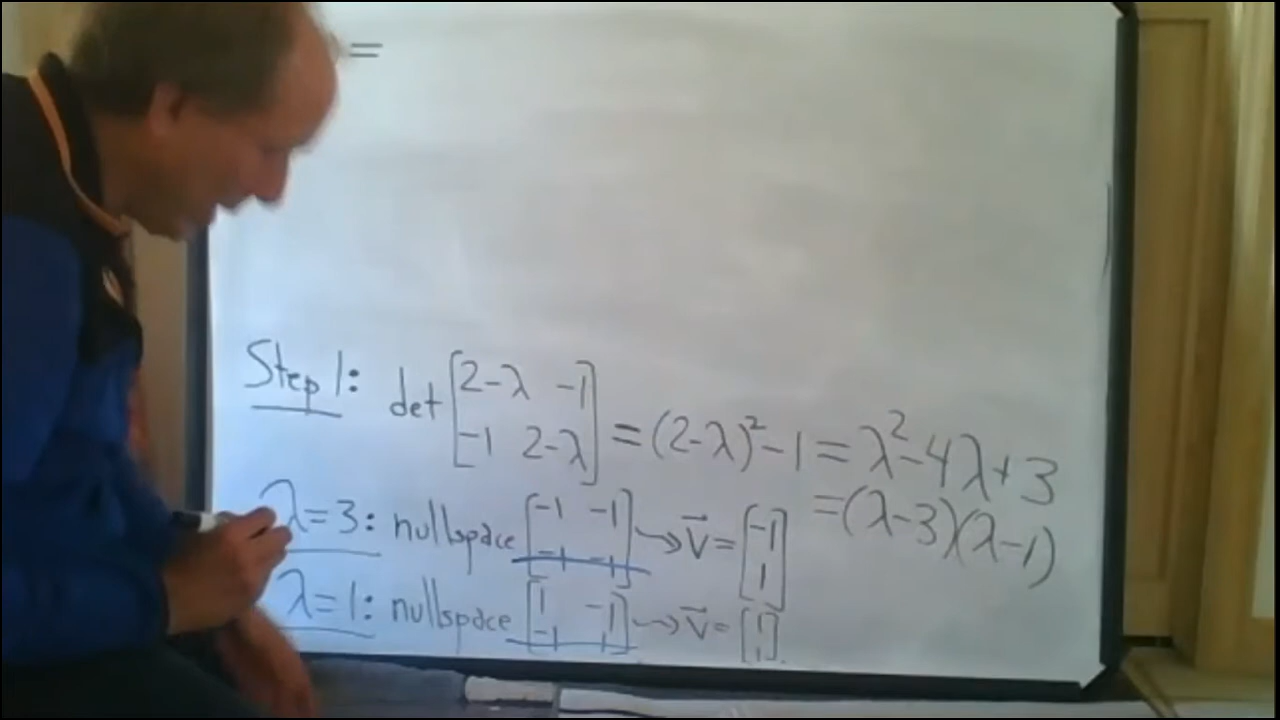 =
Step 1: det [2-λ -1; -1 2-λ] = (2-λ)² - 1 = λ² - 4λ + 3
= (λ-3)(λ-1)
λ = 3: nullspace [-1 -1; -1 -1] → v⃗ = [-1; 1]
λ = 1: nullspace [1 -1; -1 1] → v⃗ = [1; 1]